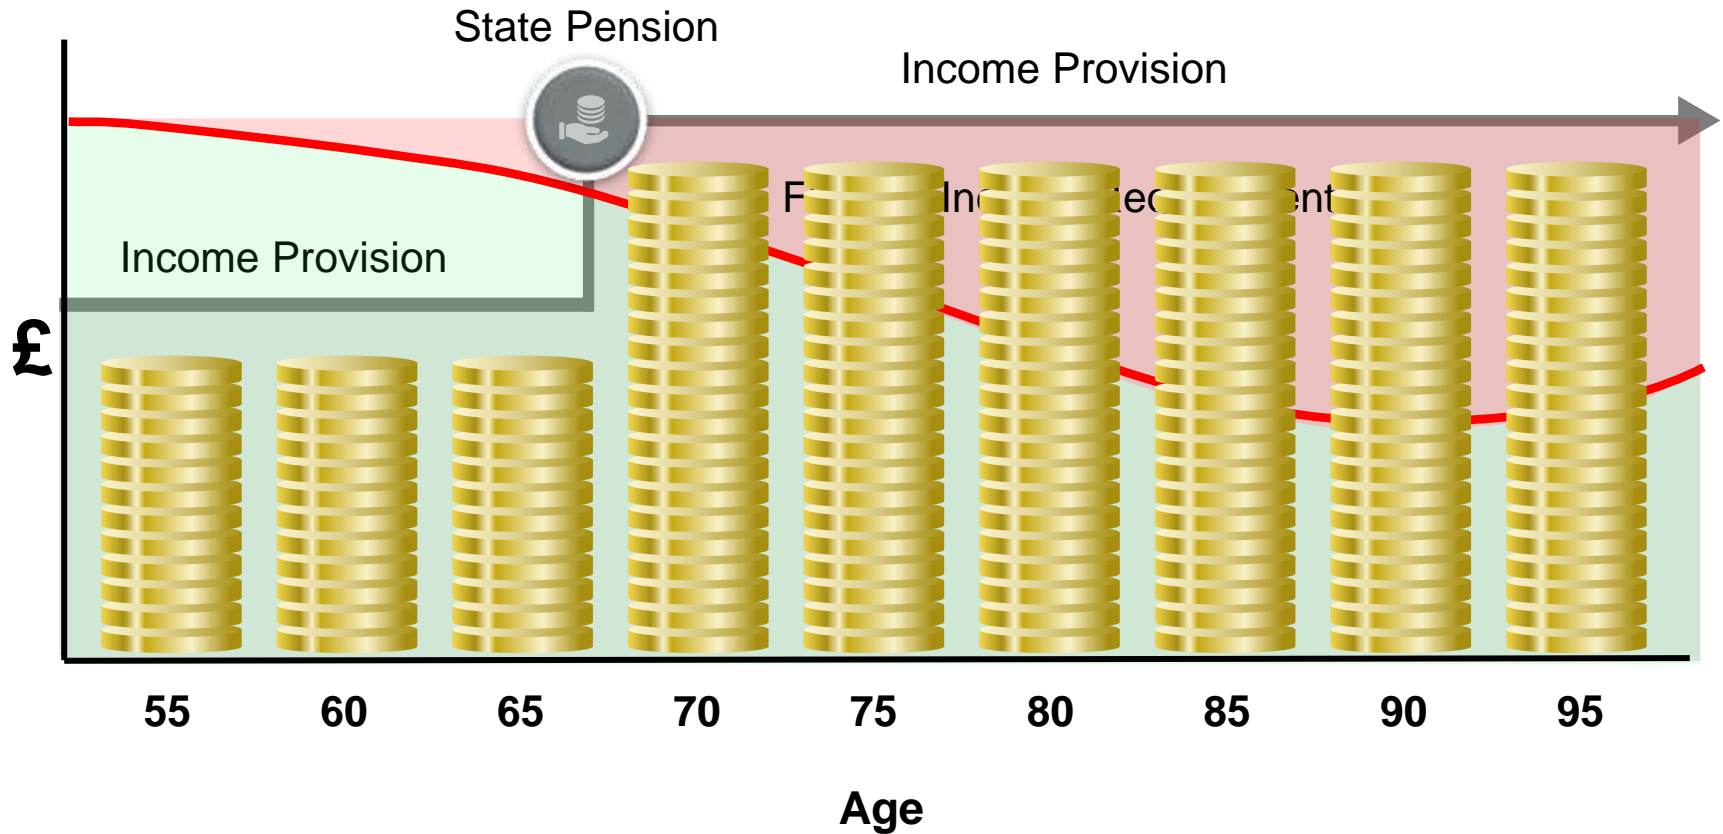 State Pension
Income Provision
Income Provision
£
55 60 65 70 75 80 85 90 95
Age